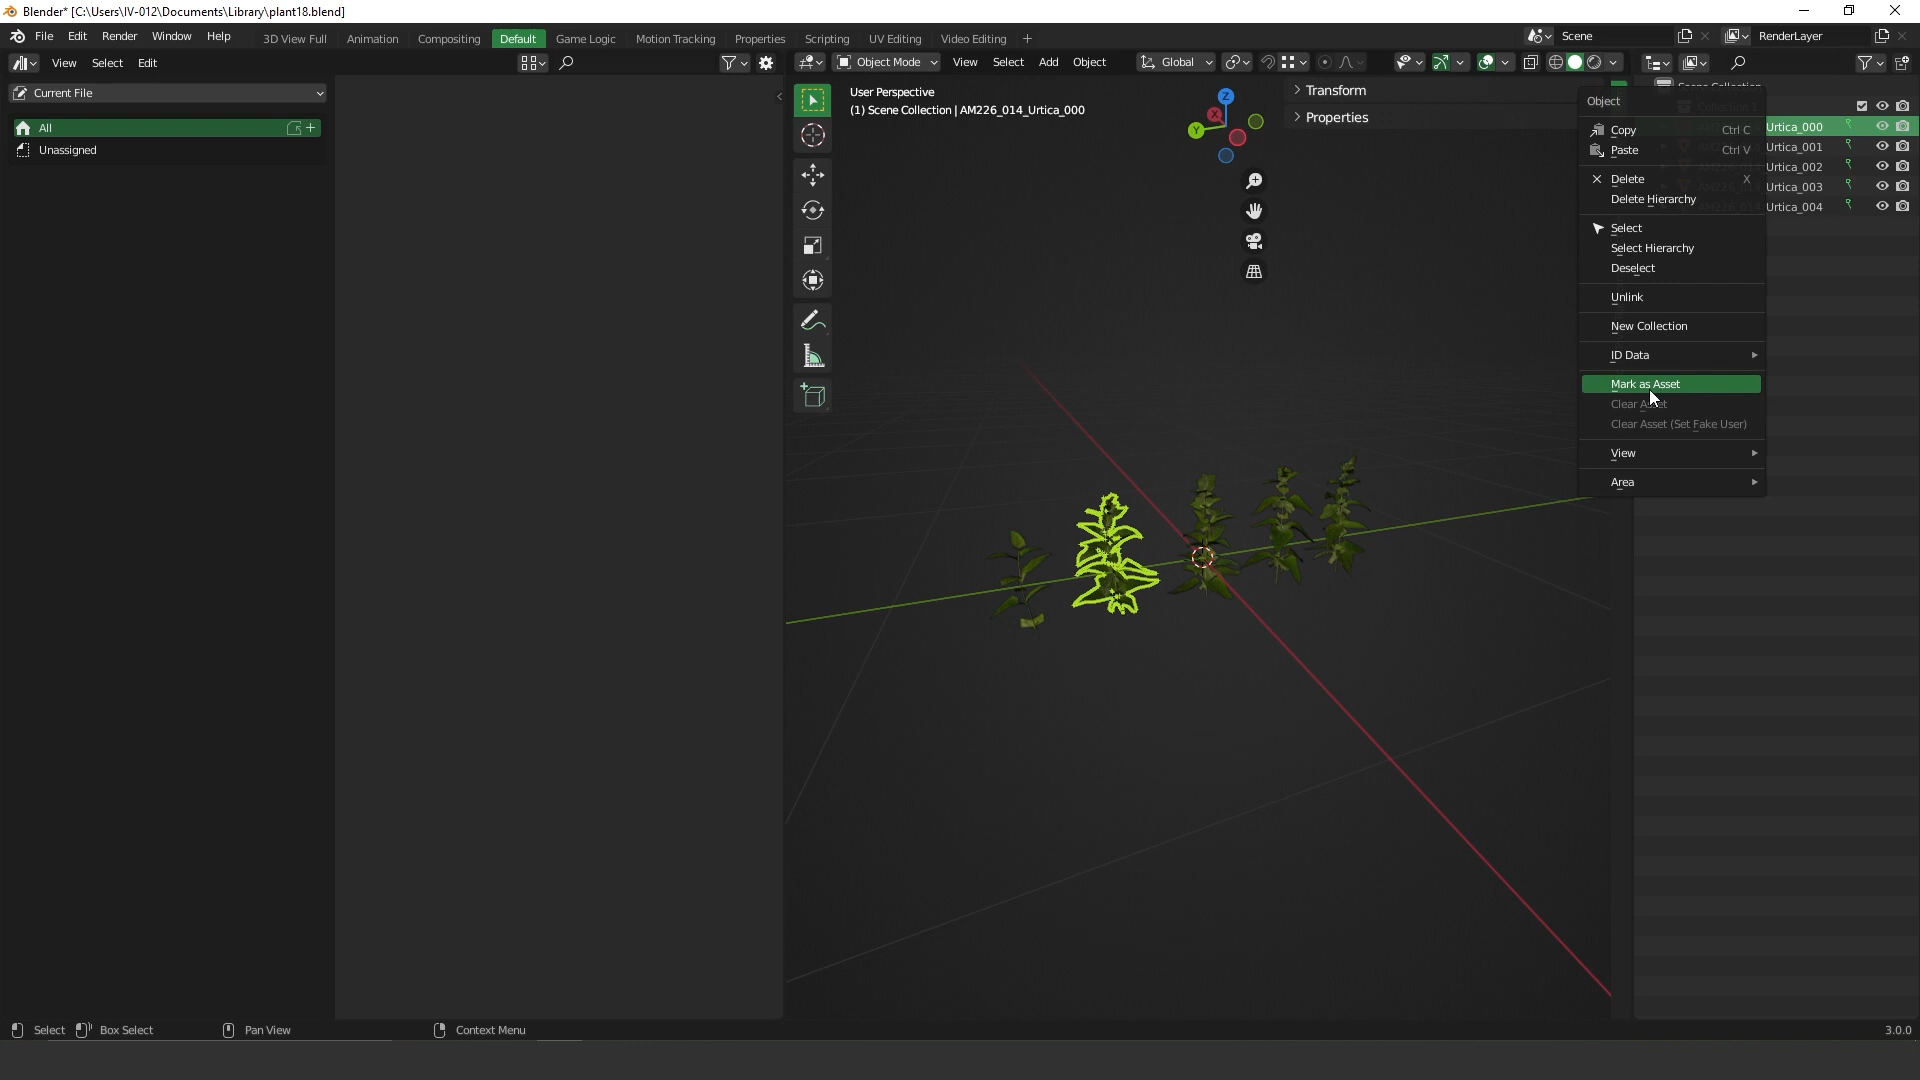 Blender* [C:\Users\IV-012\Documents\Library\plant18.blend]
File Edit Render Window Help 3D View Full Animation Compositing Default Game Logic Motion Tracking Properties Scripting UV Editing Video Editing + Scene RenderLayer
View Select Edit
Object Mode View Select Add Object Global
Current File
All
Unassigned
User Perspective
(1) Scene Collection | AM226_014_Urtica_000
Z
X
Y
Transform
Properties
Scene Collection
Urtica_000
Urtica_001
Urtica_002
Urtica_003
Urtica_004
Object
Copy Ctrl C
Paste Ctrl V
Delete X
Delete Hierarchy
Select
Select Hierarchy
Deselect
Unlink
New Collection
ID Data
Mark as Asset
Clear Asset
Clear Asset (Set Fake User)
View
Area
Select Box Select Pan View Context Menu 3.0.0